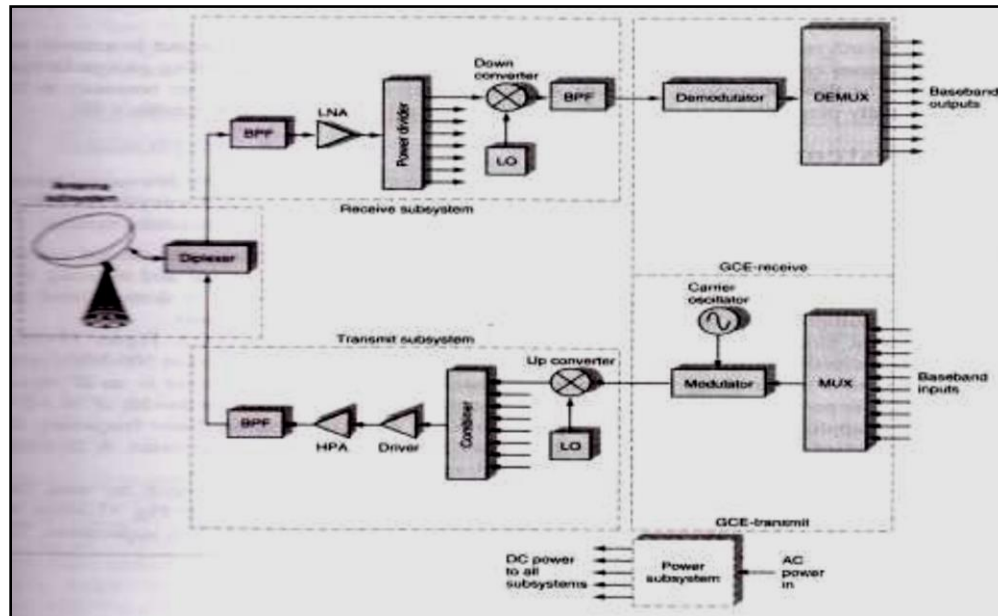 Antenna
subsystem
Diplexer
BPF
LNA
Power divider
Down
converter
LO
BPF
Receive subsystem
Demodulator
DEMUX
Baseband
outputs
GCE-receive
Carrier
oscillator
Modulator
MUX
Baseband
inputs
GCE-transmit
Transmit subsystem
Up converter
LO
Combiner
Driver
HPA
BPF
DC power
to all
subsystems
Power
subsystem
AC
power
in